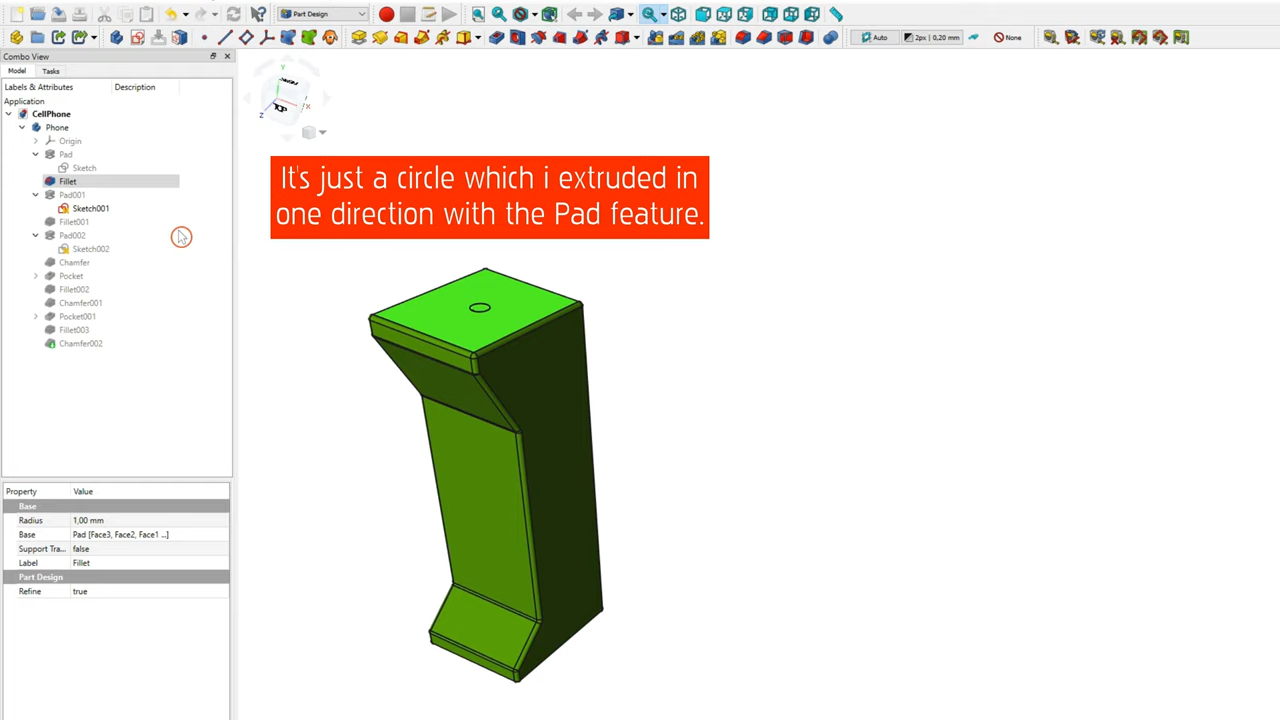 Part Design
Auto
2px | 0,20 mm
None
Combo View
Model
Tasks
Labels & Attributes
Description
Application
CellPhone
Phone
Origin
Pad
Sketch
Fillet
Pad001
Sketch001
Fillet001
Pad002
Sketch002
Chamfer
Pocket
Fillet002
Chamfer001
Pocket001
Fillet003
Chamfer002
Y
X
Z
TOP
It's just a circle which i extruded in
one direction with the Pad feature.
Property Value
Base
Radius 1,00 mm
Base Pad [Face3, Face2, Face1 ...]
Support Tra... false
Label Fillet
Part Design
Refine true